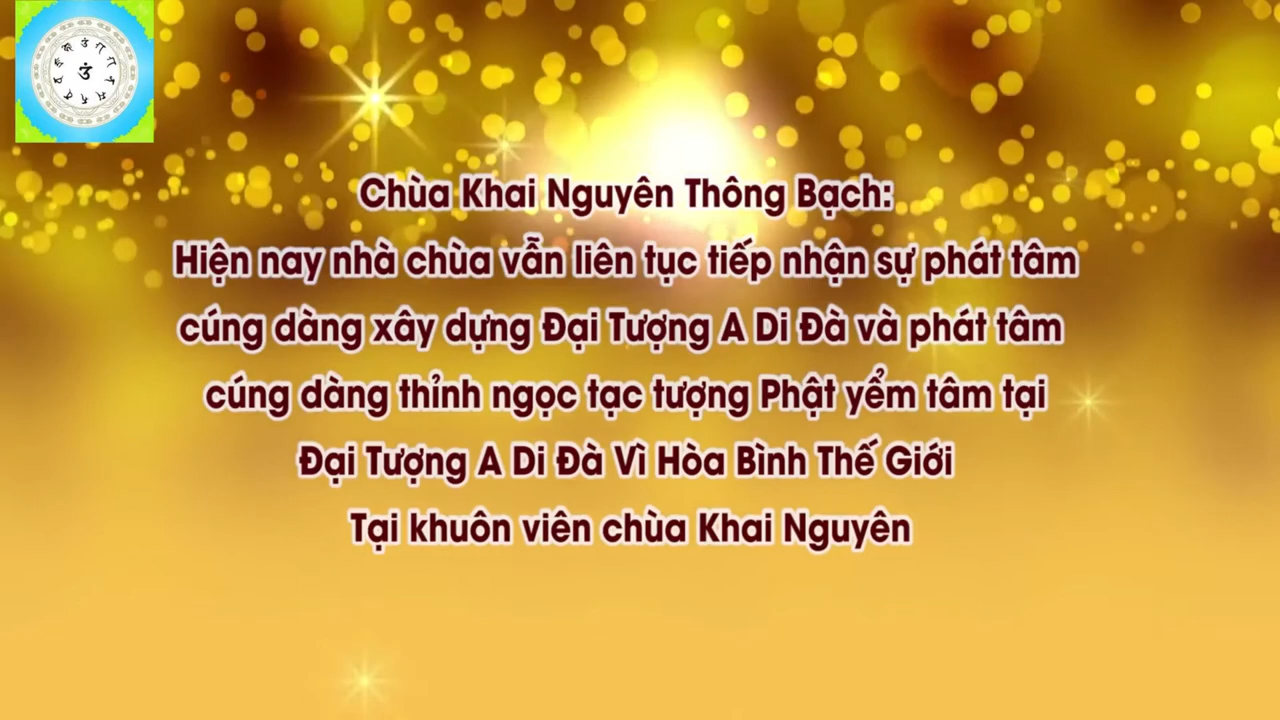 Chùa Khai Nguyên Thông Bạch:
Hiện nay nhà chùa vẫn liên tục tiếp nhận sự phát tâm
cúng dàng xây dựng Đại Tượng A Di Đà và phát tâm
cúng dàng thỉnh ngọc tạc tượng Phật yểm tâm tại
Đại Tượng A Di Đà Vì Hòa Bình Thế Giới
Tại khuôn viên chùa Khai Nguyên